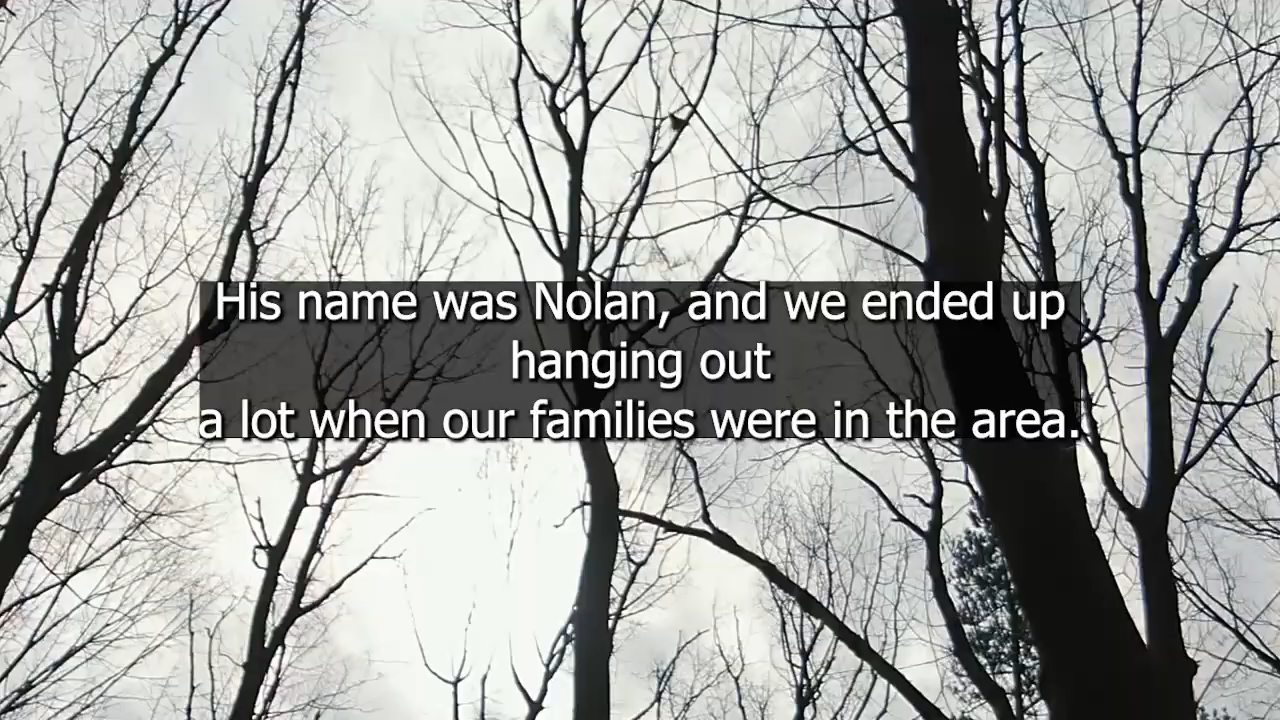 His name was Nolan, and we ended up
hanging out
a lot when our families were in the area.